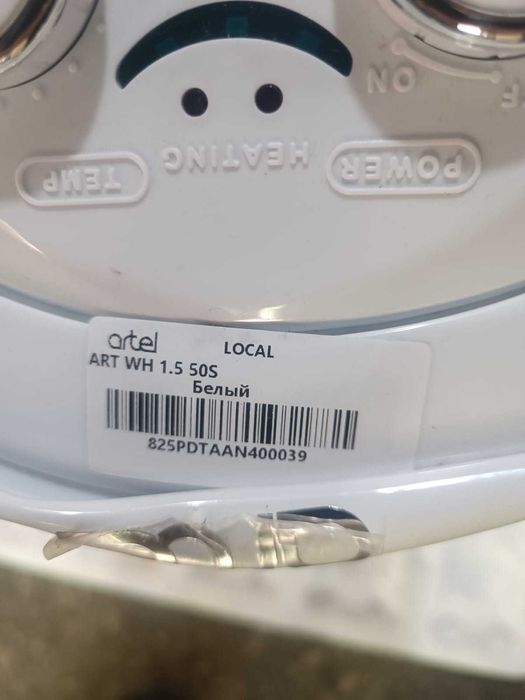 ON
F
POWER
HEATING
TEMP
artel
LOCAL
ART WH 1.5 50S
Белый
825PDTAAN400039